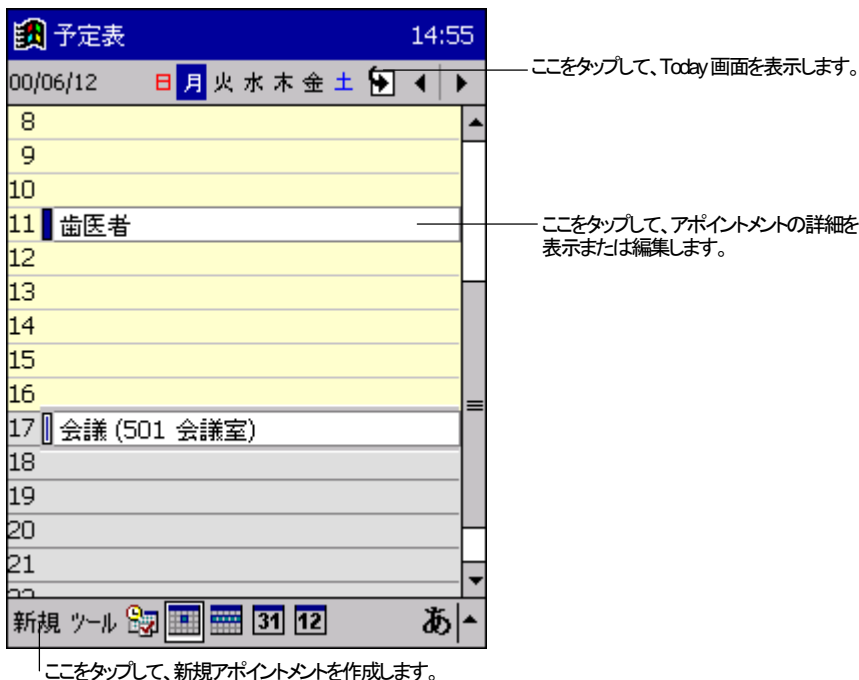 予定表 14:55
00/06/12 日 月 火 水 木 金 土
ここをタップして、Today 画面を表示します。
8
9
10
11 歯医者
ここをタップして、アポイントメントの詳細を
表示または編集します。
12
13
14
15
16
17 会議 (501 会議室)
18
19
20
21
22
新規 ツール 31 12 あ
ここをタップして、新規アポイントメントを作成します。